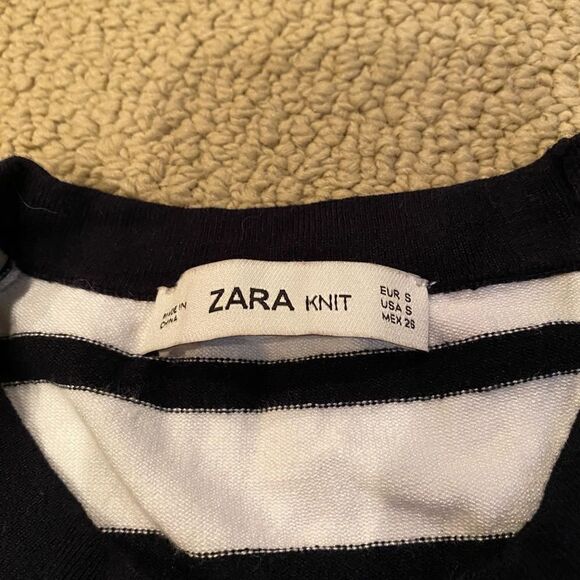 MADE IN
CHINA
ZARA KNIT
EUR S
USA S
MEX 26